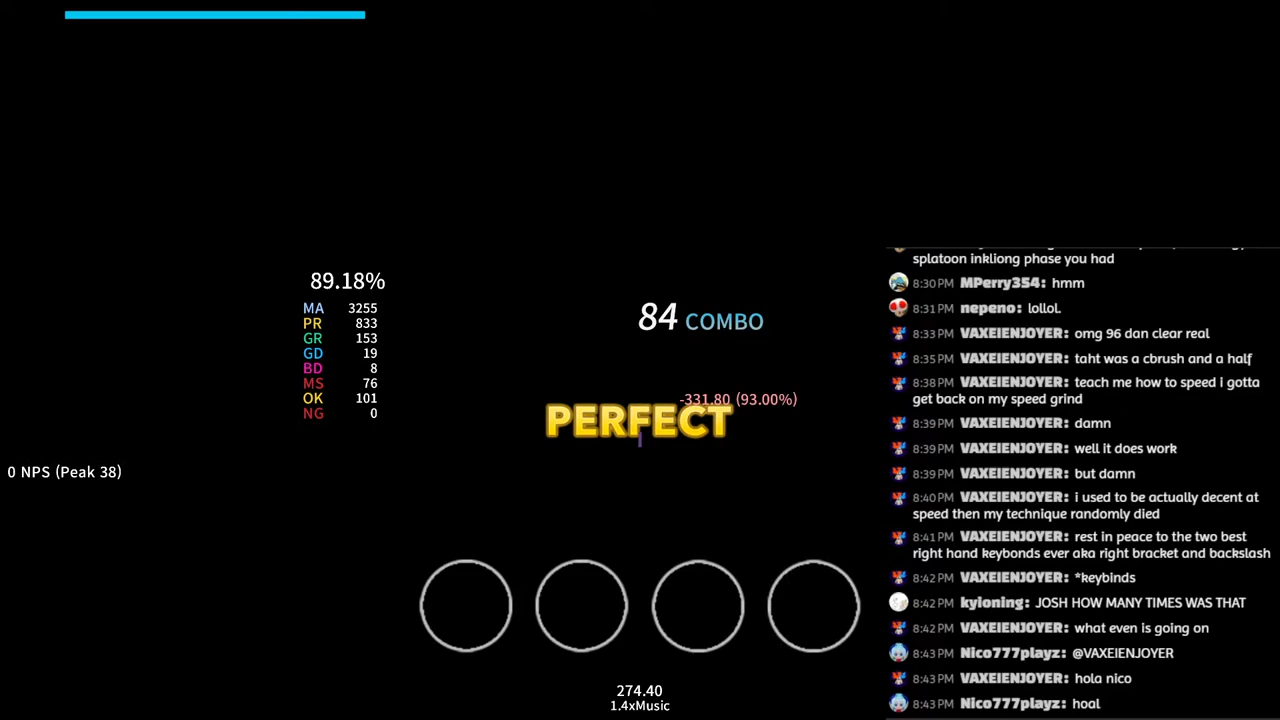 89.18%
MA 3255
PR 833
GR 153
GD 19
BD 8
MS 76
OK 101
NG 0
84 COMBO
-331.80 (93.00%)
PERFECT
0 NPS (Peak 38)
274.40
1.4xMusic
splatoon inkliong phase you had
8:30 PM MPerry354: hmm
8:31 PM nepeno: lollol.
8:33 PM VAXEIENJOYER: omg 96 dan clear real
8:35 PM VAXEIENJOYER: taht was a cbrush and a half
8:38 PM VAXEIENJOYER: teach me how to speed i gotta
get back on my speed grind
8:39 PM VAXEIENJOYER: damn
8:39 PM VAXEIENJOYER: well it does work
8:39 PM VAXEIENJOYER: but damn
8:40 PM VAXEIENJOYER: i used to be actually decent at
speed then my technique randomly died
8:41 PM VAXEIENJOYER: rest in peace to the two best
right hand keybonds ever aka right bracket and backslash
8:42 PM VAXEIENJOYER: *keybinds
8:42 PM kyloning: JOSH HOW MANY TIMES WAS THAT
8:42 PM VAXEIENJOYER: what even is going on
8:43 PM Nico777playz: @VAXEIENJOYER
8:43 PM VAXEIENJOYER: hola nico
8:43 PM Nico777playz: hoal